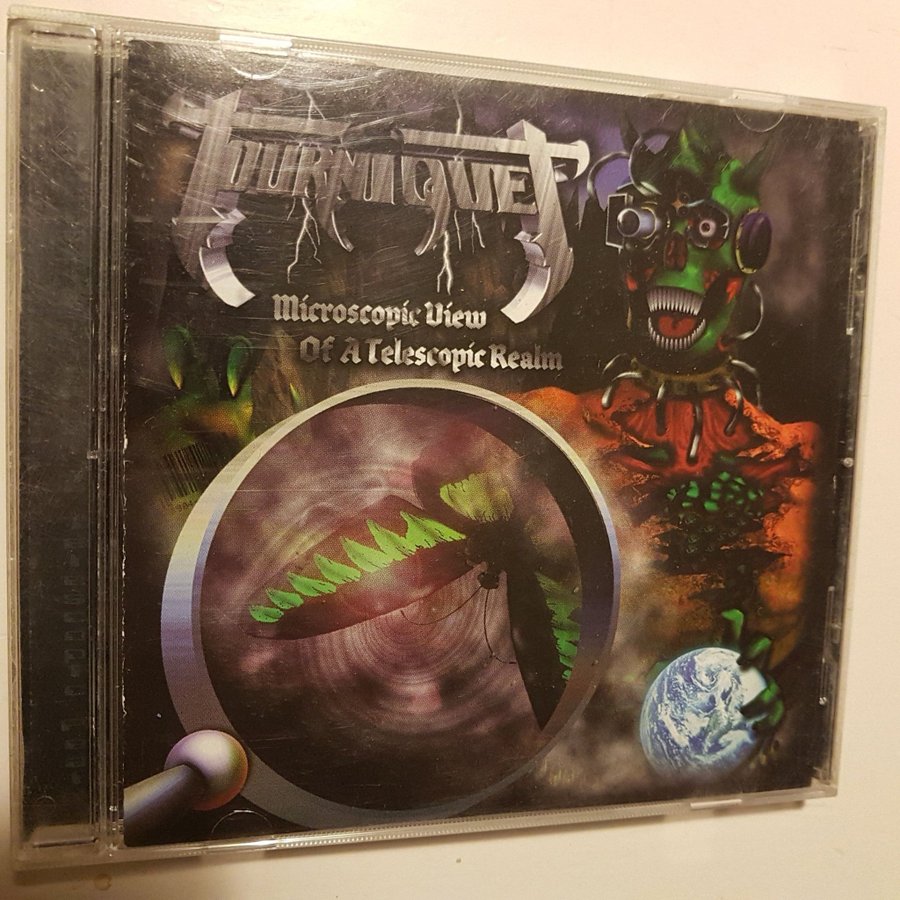 TOURNIQUET
Microscopic View
Of A Telescopic Realm